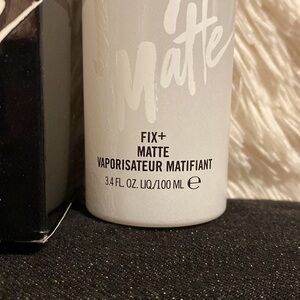 Matte
FIX+
MATTE
VAPORISATEUR MATIFIANT
3.4 FL. OZ. LIQ./100 ML ℮